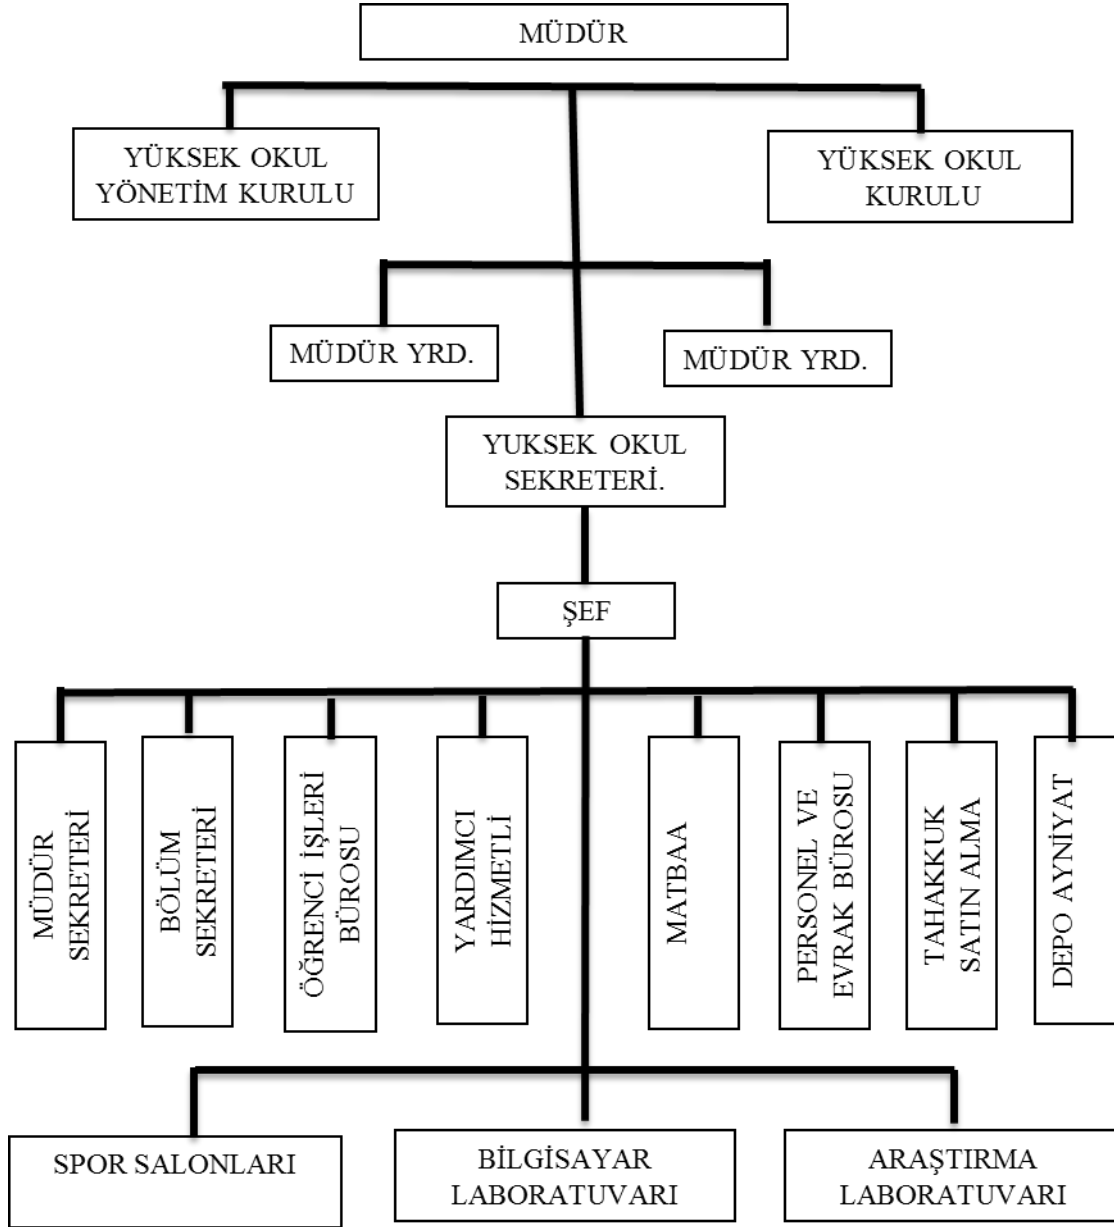 MÜDÜR
YÜKSEK OKUL
YÖNETİM KURULU
YÜKSEK OKUL
KURULU
MÜDÜR YRD.
MÜDÜR YRD.
YUKSEK OKUL
SEKRETERİ.
ŞEF
MÜDÜR
SEKRETERİ
BÖLÜM
SEKRETERİ
ÖĞRENCİ İŞLERİ
BÜROSU
YARDIMCI
HİZMETLİ
MATBAA
PERSONEL VE
EVRAK BÜROSU
TAHAKKUK
SATIN ALMA
DEPO AYNİYAT
SPOR SALONLARI
BİLGİSAYAR
LABORATUVARI
ARAŞTIRMA
LABORATUVARI